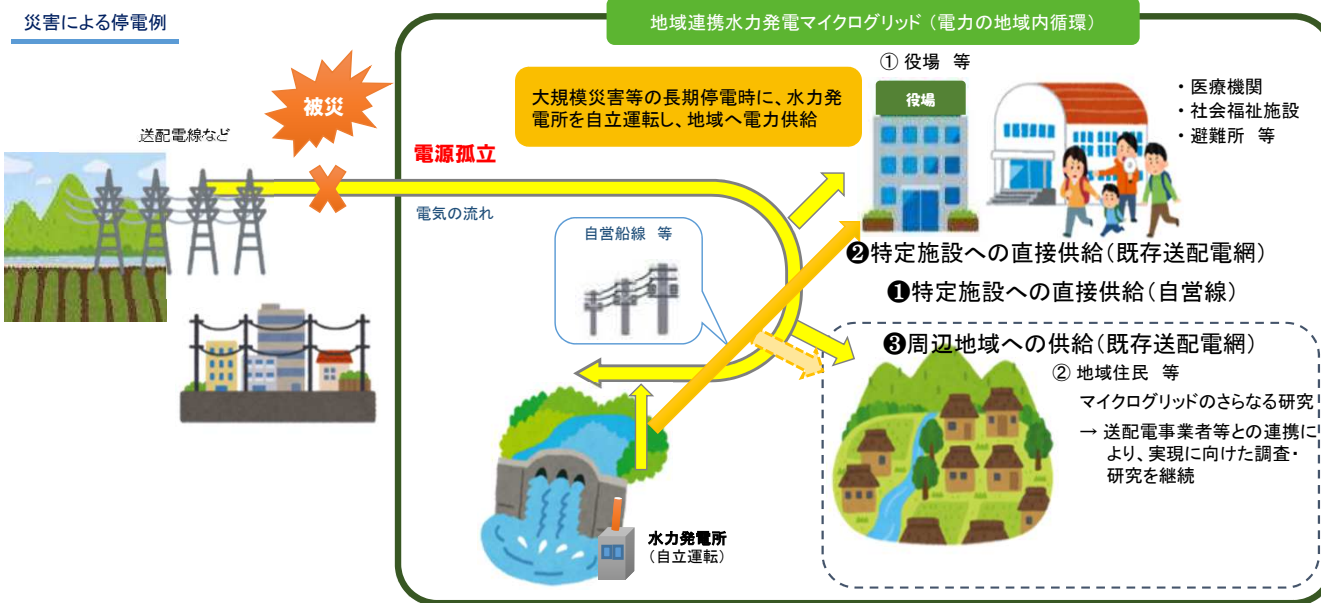 災害による停電例
地域連携水力発電マイクログリッド(電力の地域内循環)
被災
送配電線など
大規模災害等の長期停電時に、水力発
電所を自立運転し、地域へ電力供給
① 役場 等
役場
・医療機関
・社会福祉施設
・避難所 等
電源孤立
電気の流れ
自営船線 等
❷特定施設への直接供給(既存送配電網)
❶特定施設への直接供給(自営線)
❸周辺地域への供給(既存送配電網)
② 地域住民 等
マイクログリッドのさらなる研究
→ 送配電事業者等との連携に
より、実現に向けた調査・
研究を継続
水力発電所
(自立運転)